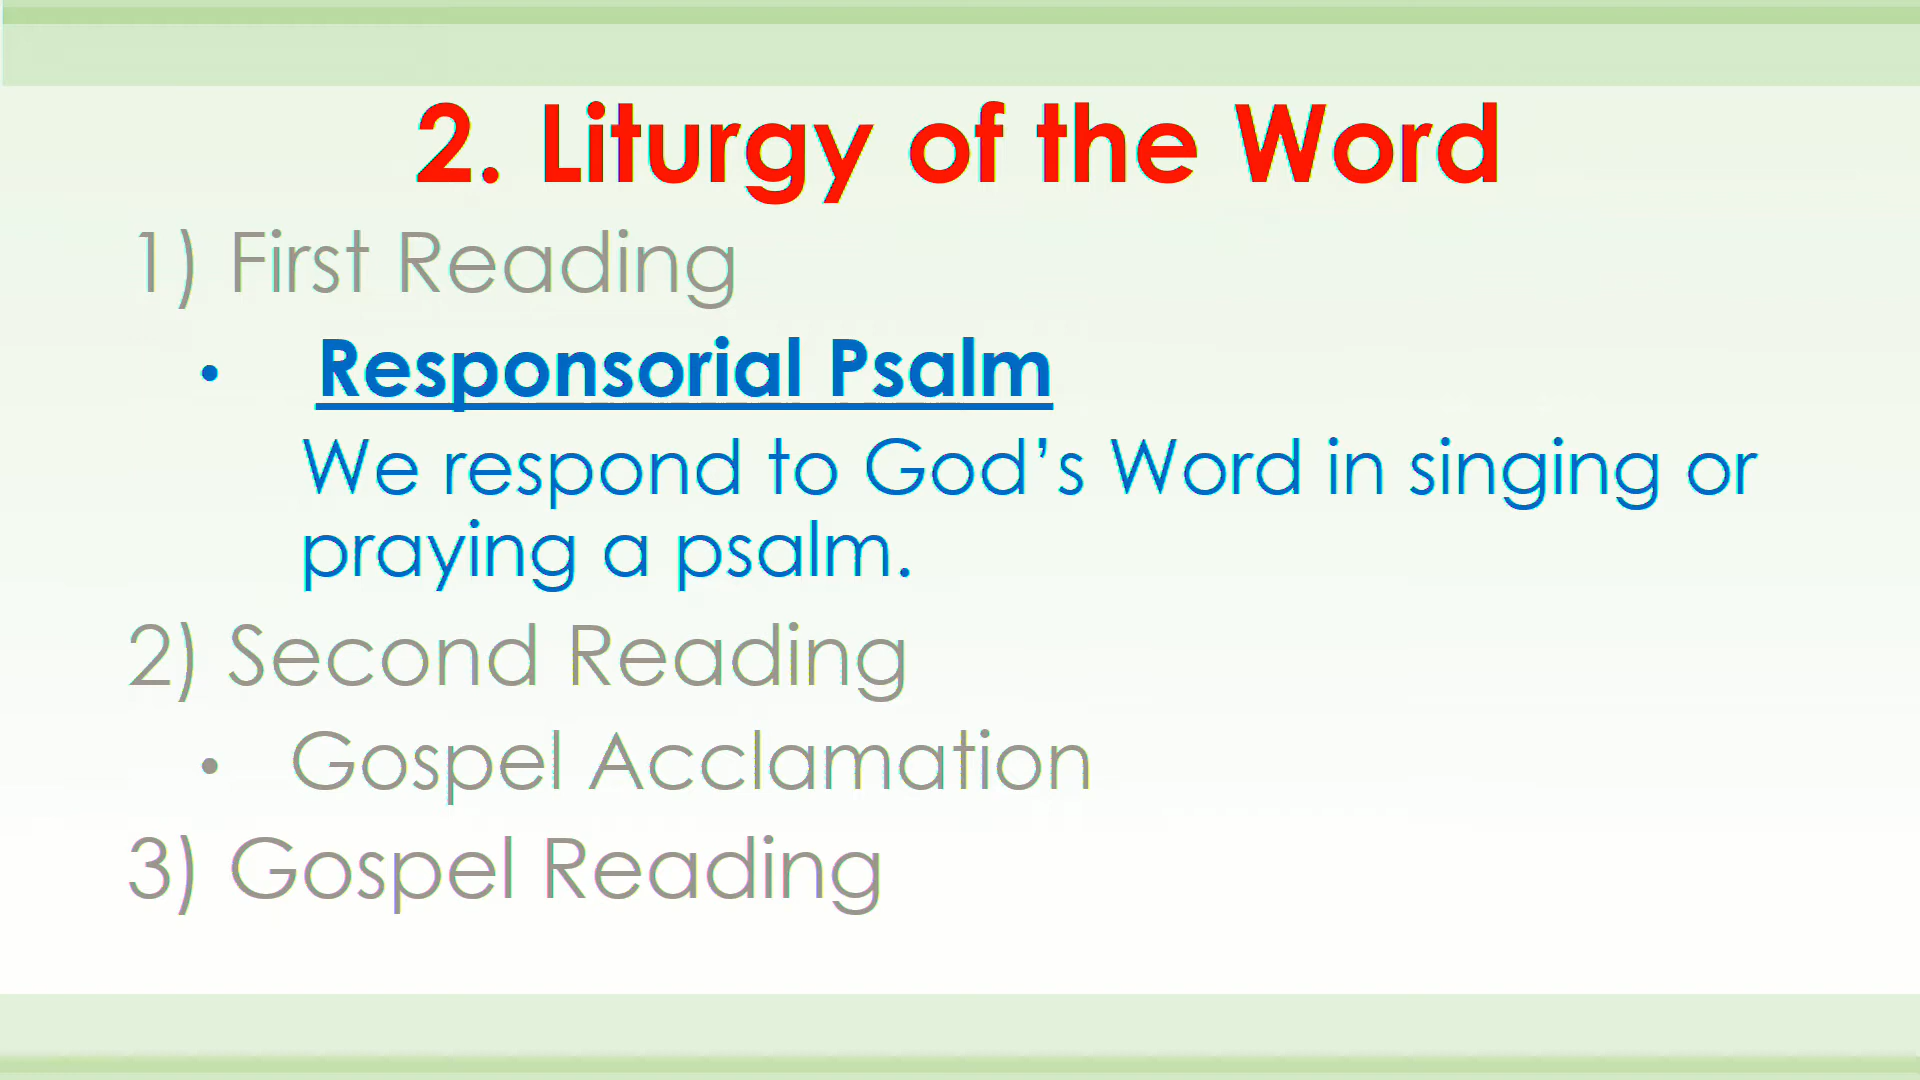 2. Liturgy of the Word
1) First Reading
• Responsorial Psalm
We respond to God’s Word in singing or
praying a psalm.
2) Second Reading
• Gospel Acclamation
3) Gospel Reading